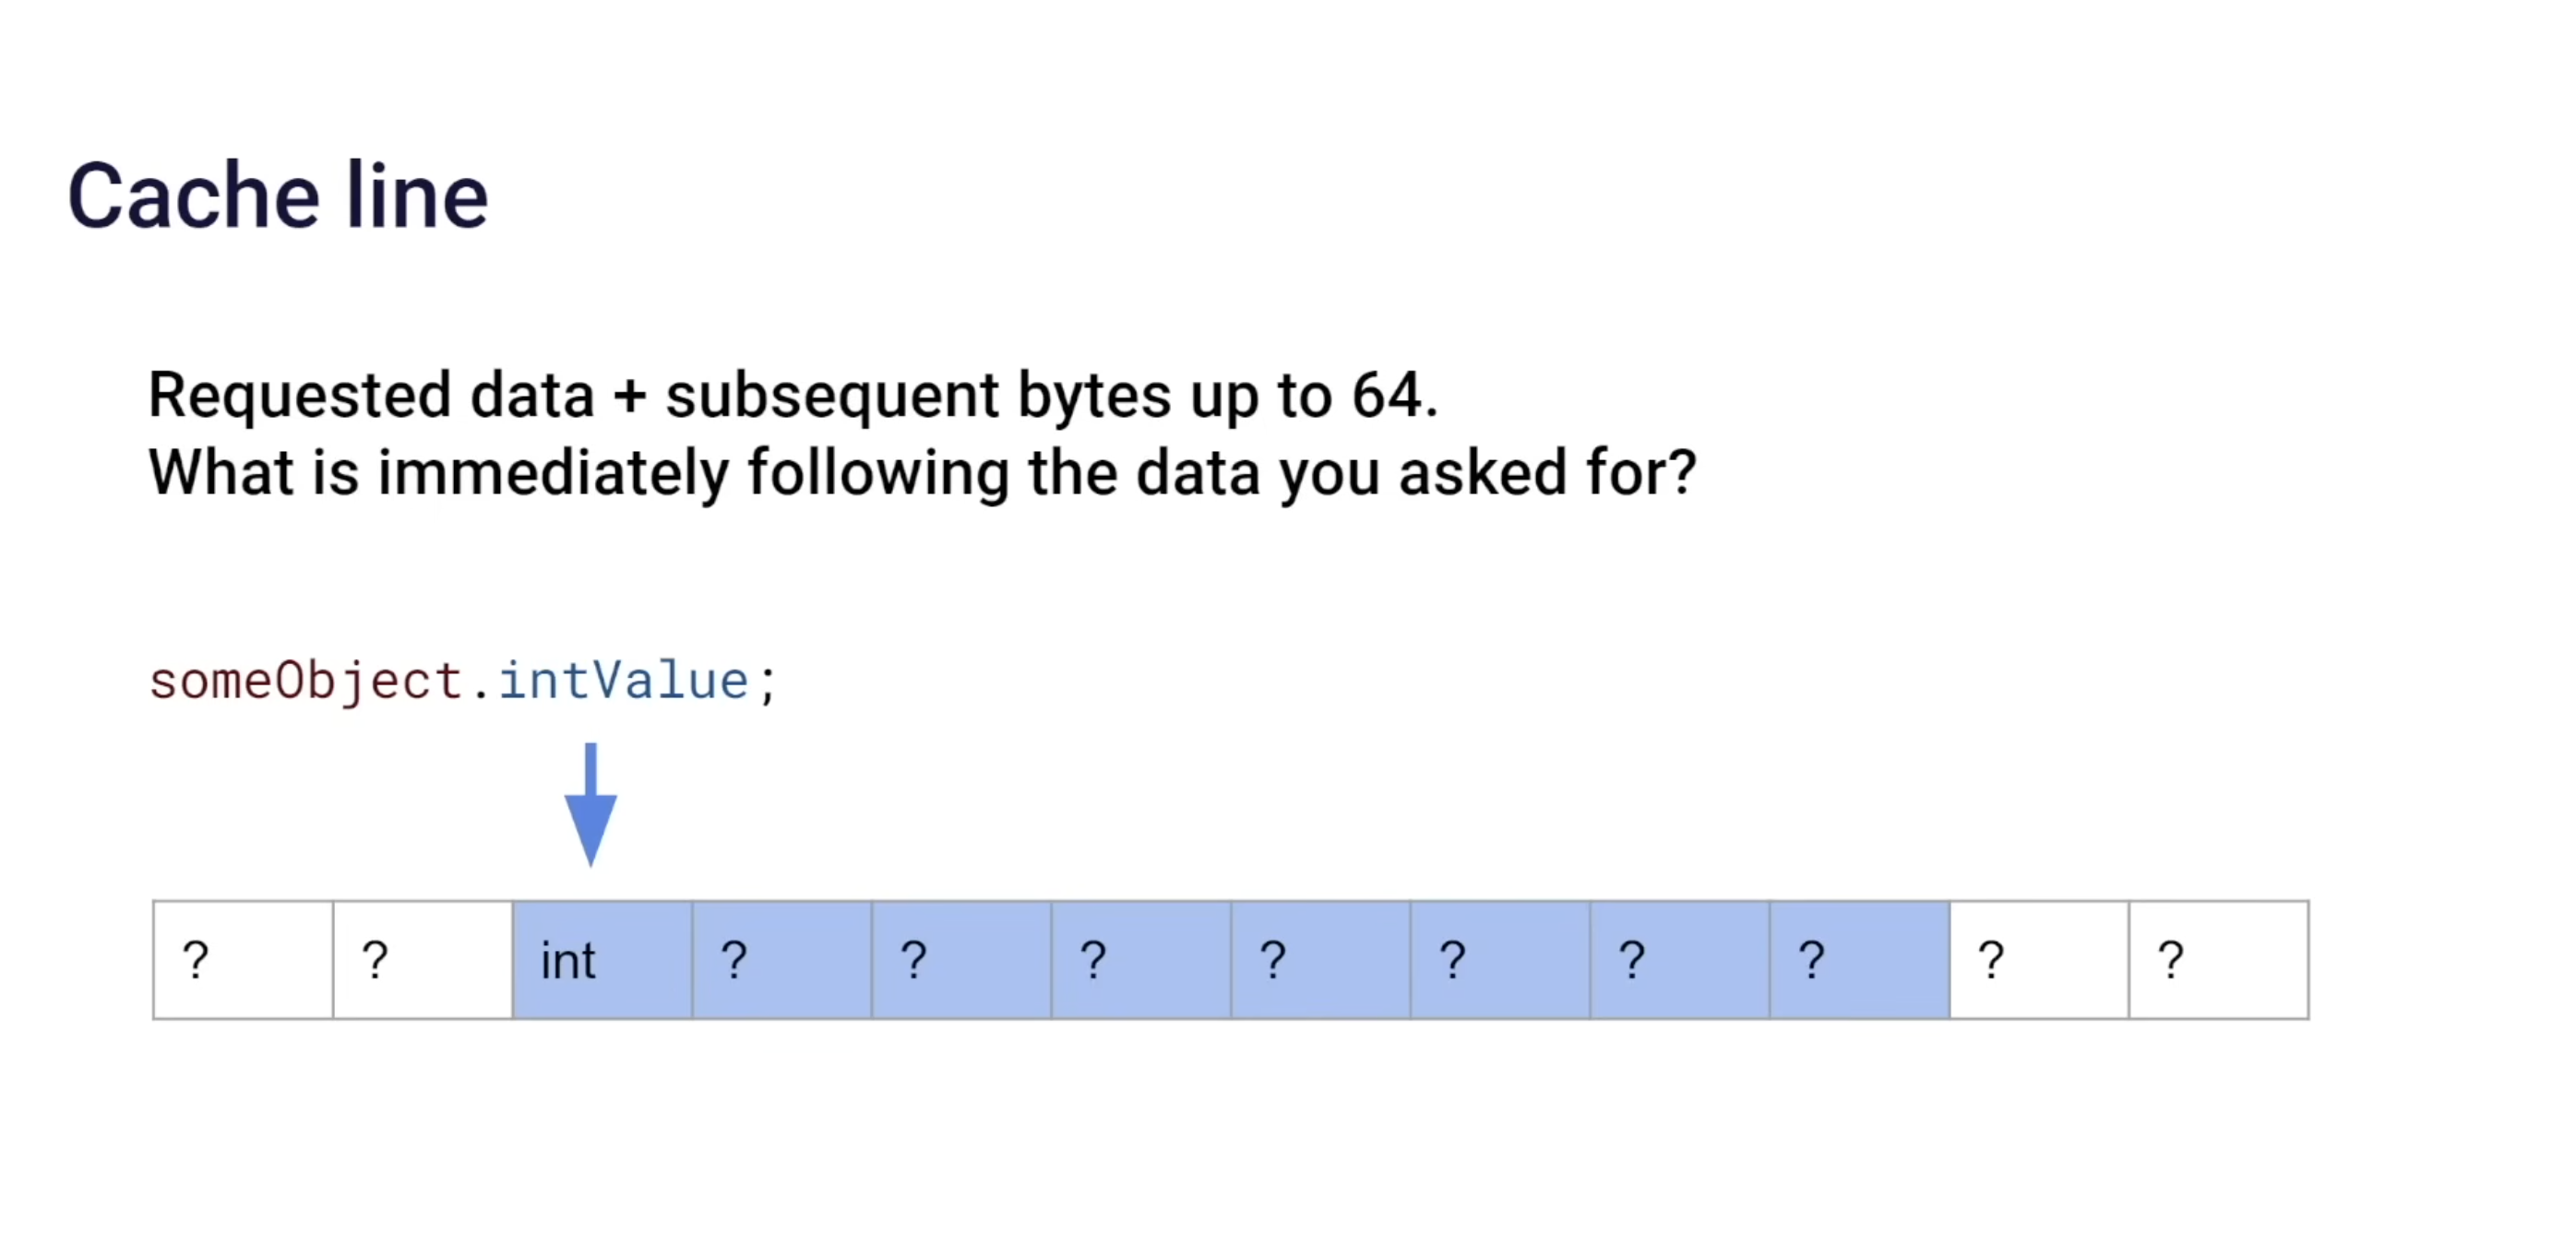 Cache line
Requested data + subsequent bytes up to 64.
What is immediately following the data you asked for?
someObject.intValue;
? ? int ? ? ? ? ? ? ? ? ?